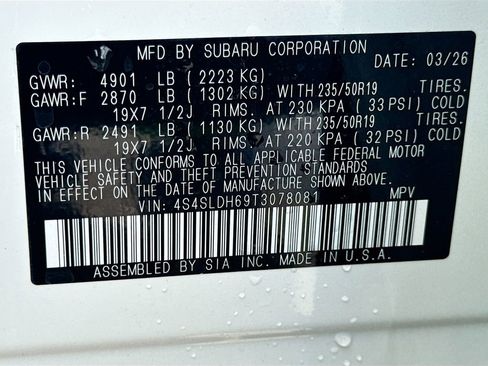 MFD BY SUBARU CORPORATION DATE: 03/26
GVWR: 4901 LB (2223 KG)
GAWR:F 2870 LB (1302 KG) WITH 235/50R19 TIRES.
19X7 1/2J RIMS. AT 230 KPA (33 PSI) COLD
GAWR:R 2491 LB (1130 KG) WITH 235/50R19 TIRES.
19X7 1/2J RIMS. AT 220 KPA (32 PSI) COLD
THIS VEHICLE CONFORMS TO ALL APPLICABLE FEDERAL MOTOR
VEHICLE SAFETY AND THEFT PREVENTION STANDARDS
IN EFFECT ON THE DATE OF MANUFACTURE SHOWN ABOVE.
VIN: 4S4SLDH69T3078081 MPV
ASSEMBLED BY SIA INC. MADE IN U.S.A.